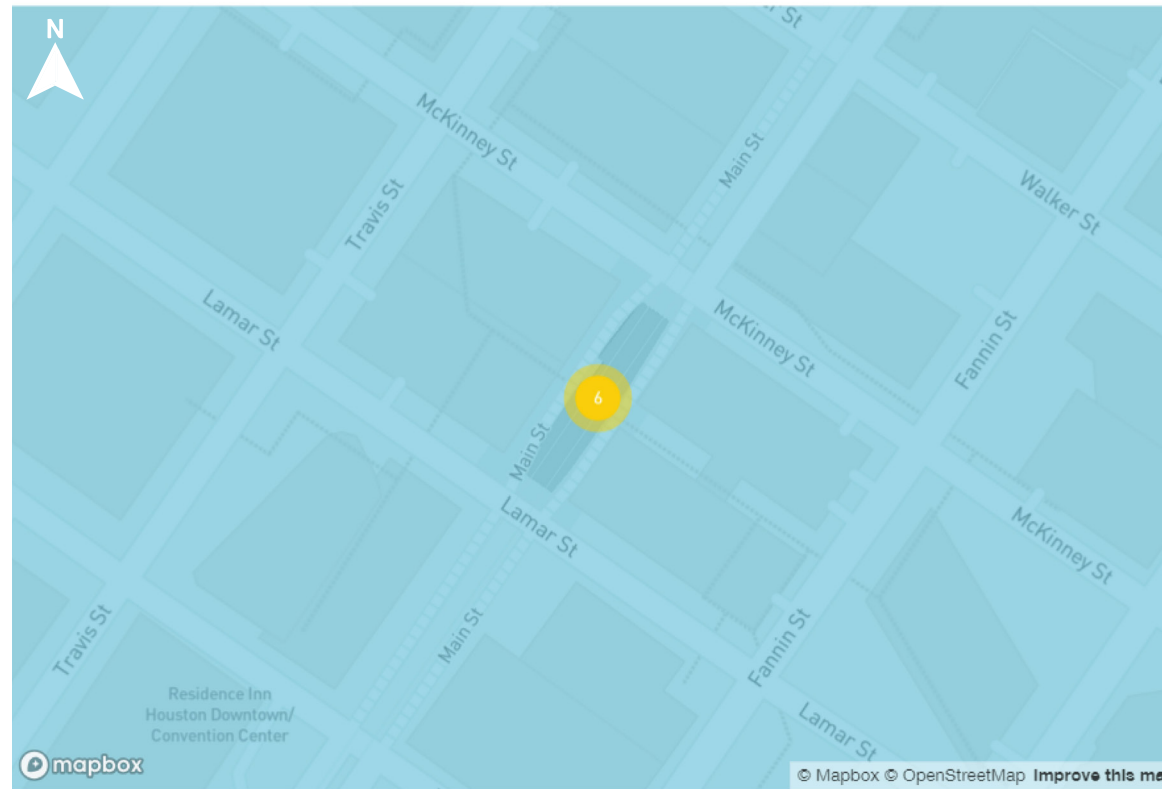 N
r St
McKinney St
Main St
Walker St
Travis St
Lamar St
McKinney St
Fannin St
6
Main St
Lamar St
McKinney St
Main St
Travis St
Fannin St
Residence Inn
Houston Downtown/
Convention Center
Lamar St
mapbox
© Mapbox © OpenStreetMap Improve this ma